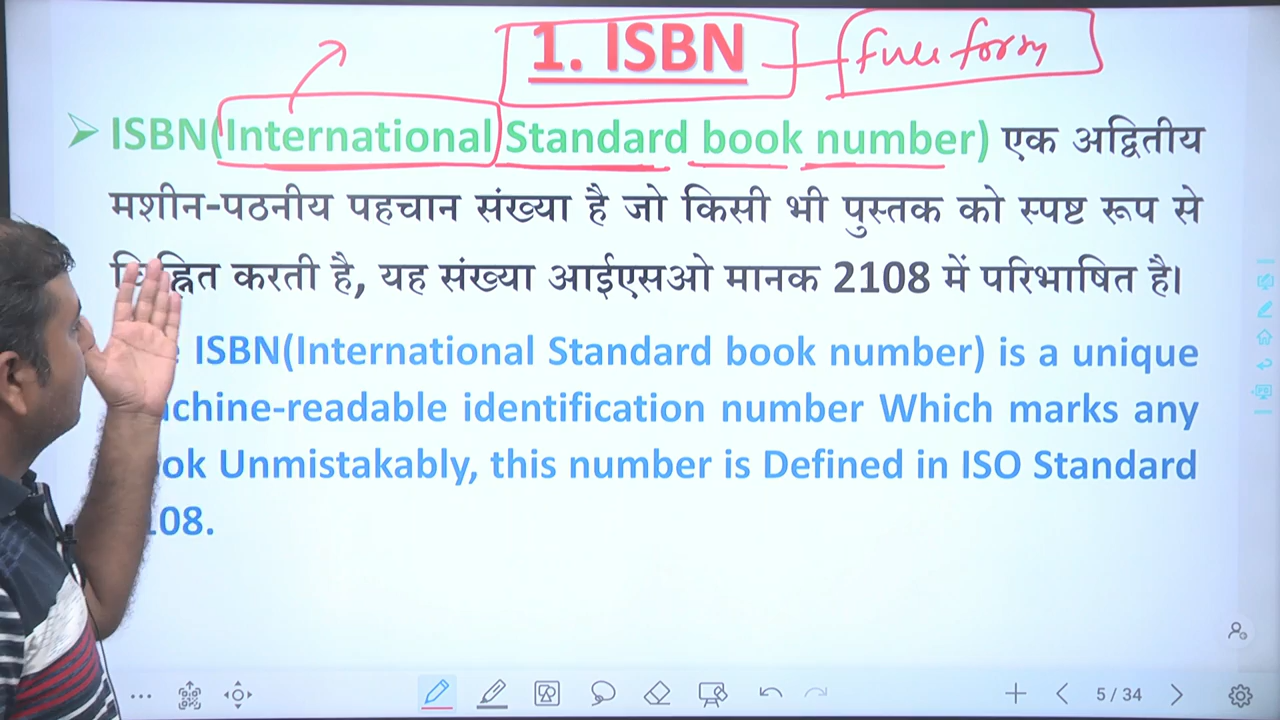 1. ISBN
Full form
➤ ISBN(International Standard book number) एक अद्वितीय
मशीन-पठनीय पहचान संख्या है जो किसी भी पुस्तक को स्पष्ट रूप से
करती है, यह संख्या आईएसओ मानक 2108 में परिभाषित है।
ISBN(International Standard book number) is a unique
-readable identification number Which marks any
Unmistakably, this number is Defined in ISO Standard
08.
5 / 34